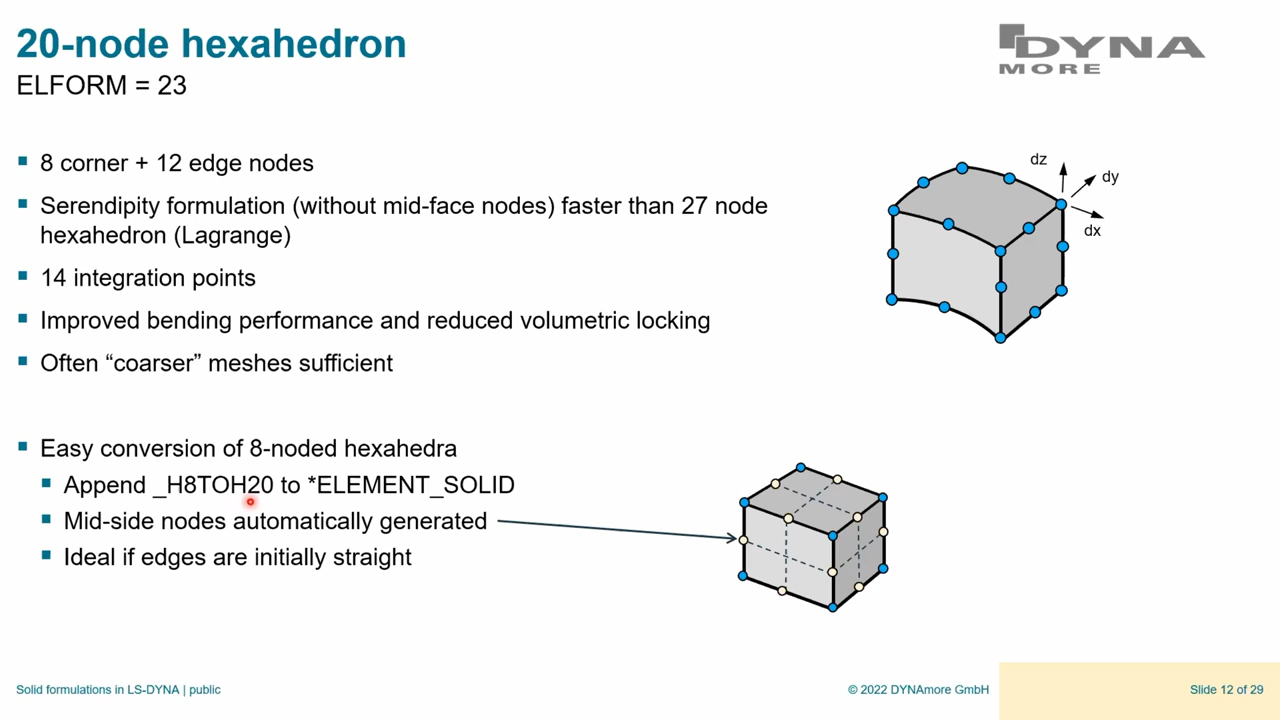 20-node hexahedron
ELFORM = 23
DYNA
MORE
8 corner + 12 edge nodes
Serendipity formulation (without mid-face nodes) faster than 27 node
hexahedron (Lagrange)
14 integration points
Improved bending performance and reduced volumetric locking
Often “coarser” meshes sufficient
dz
dy
dx
Easy conversion of 8-noded hexahedra
Append _H8TOH20 to *ELEMENT_SOLID
Mid-side nodes automatically generated
Ideal if edges are initially straight
Solid formulations in LS-DYNA | public
© 2022 DYNAmore GmbH
Slide 12 of 29